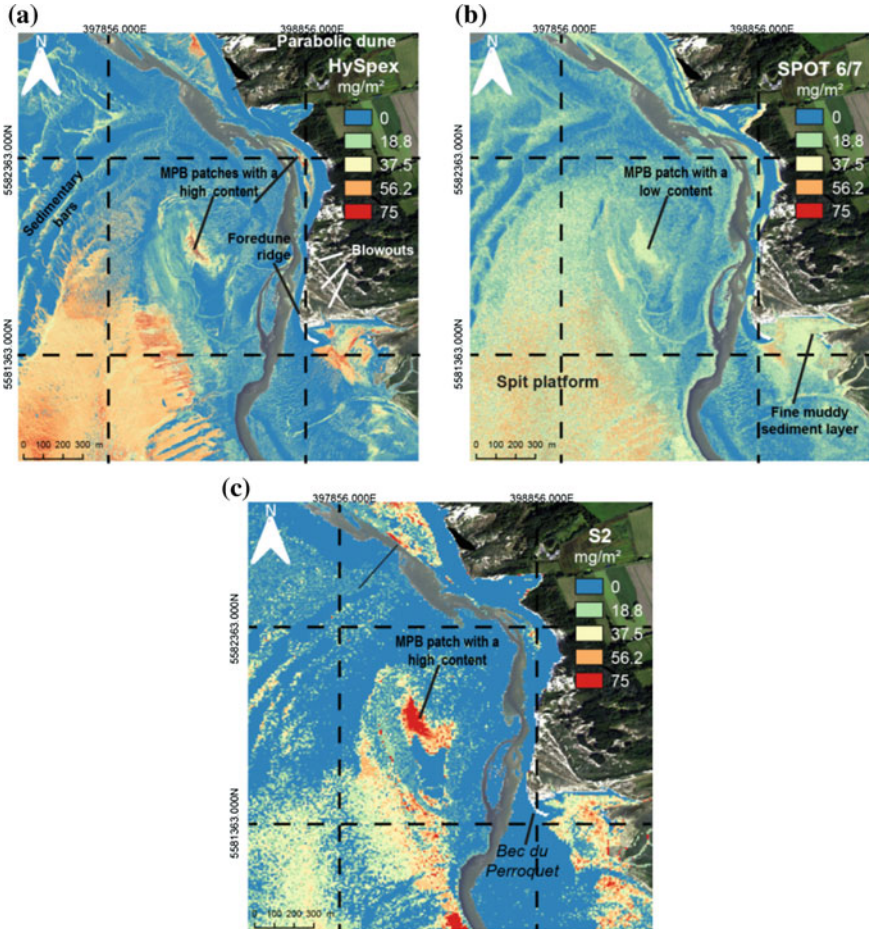 (a)
397856.000E
398856.000E
N
Parabolic dune
HySpex
mg/m²
0
18.8
37.5
56.2
75
5582363.000N
MPB patches with a
high content
Sedimentary
bars
Foredune
ridge
Blowouts
5581363.000N
0 100 200 300 m
(b)
397856.000E
398856.000E
N
SPOT 6/7
mg/m²
0
18.8
37.5
56.2
75
5582363.000N
MPB patch with a
low content
5581363.000N
Spit platform
Fine muddy
sediment layer
0 100 200 300 m
(c)
397856.000E
398856.000E
N
S2
mg/m²
0
18.8
37.5
56.2
75
5582363.000N
MPB patch with a
high content
5581363.000N
Bec du
Perroquet
0 100 200 300 m